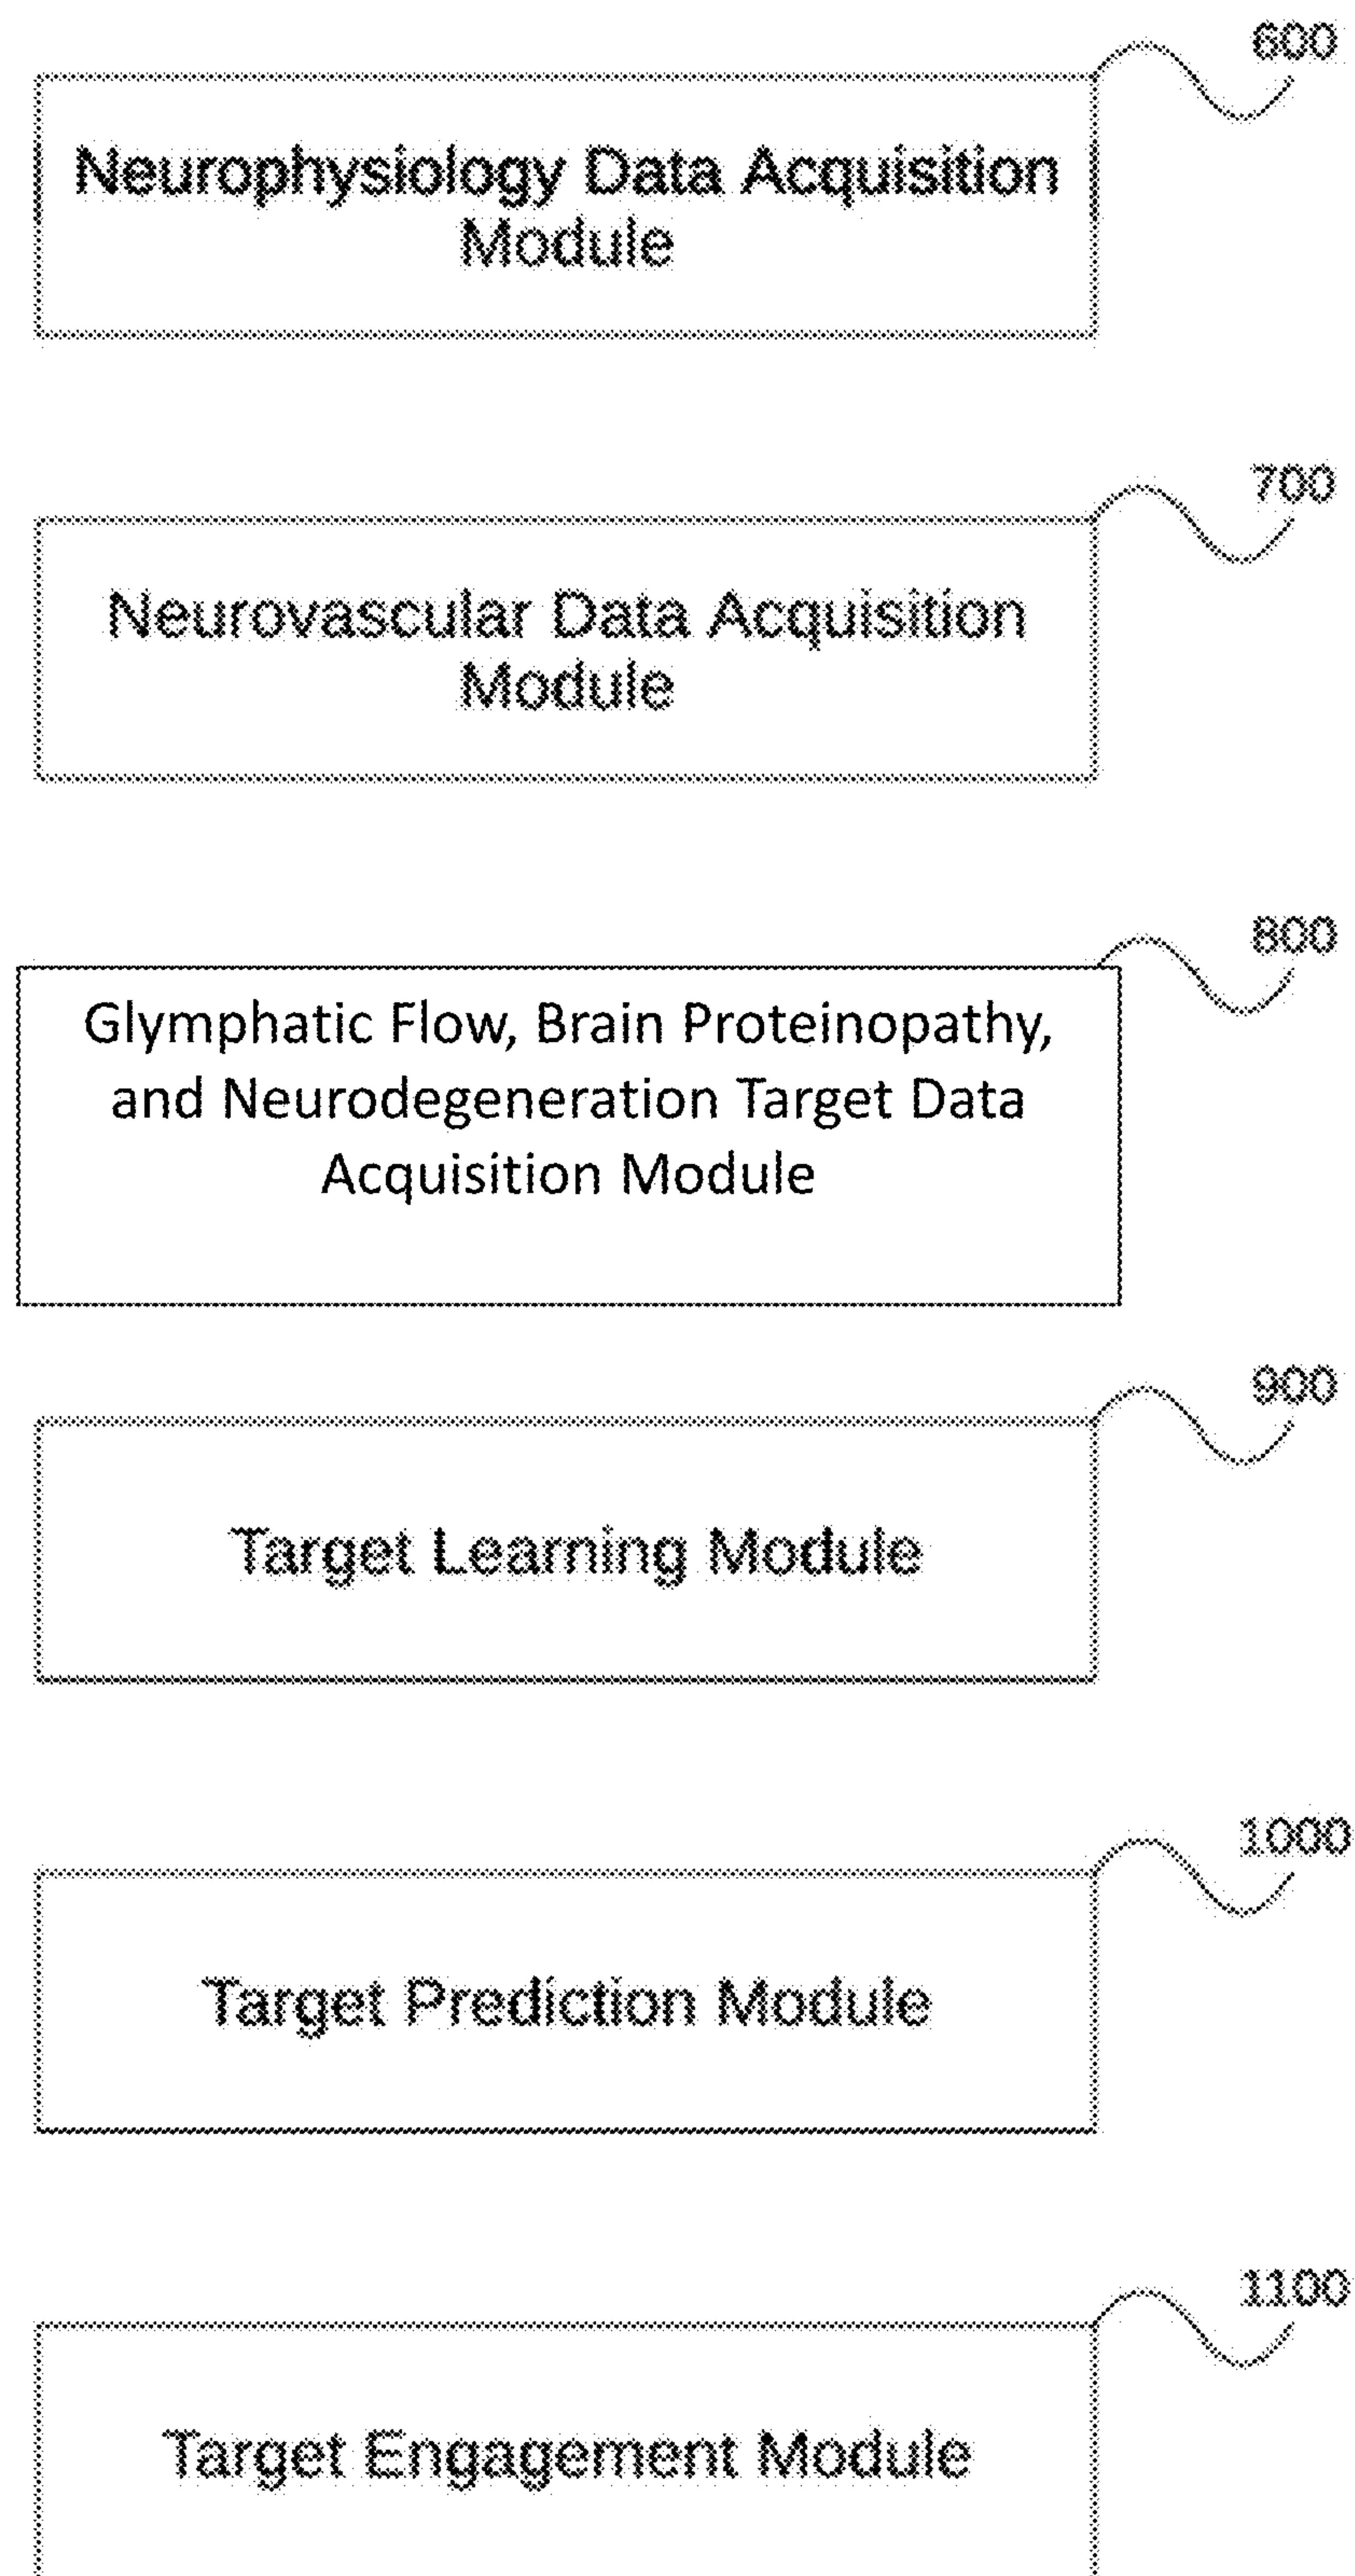 600
Neurophysiology Data Acquisition
Module
700
Neurovascular Data Acquisition
Module
800
Glymphatic Flow, Brain Proteinopathy,
and Neurodegeneration Target Data
Acquisition Module
900
Target Learning Module
1000
Target Prediction Module
1100
Target Engagement Module